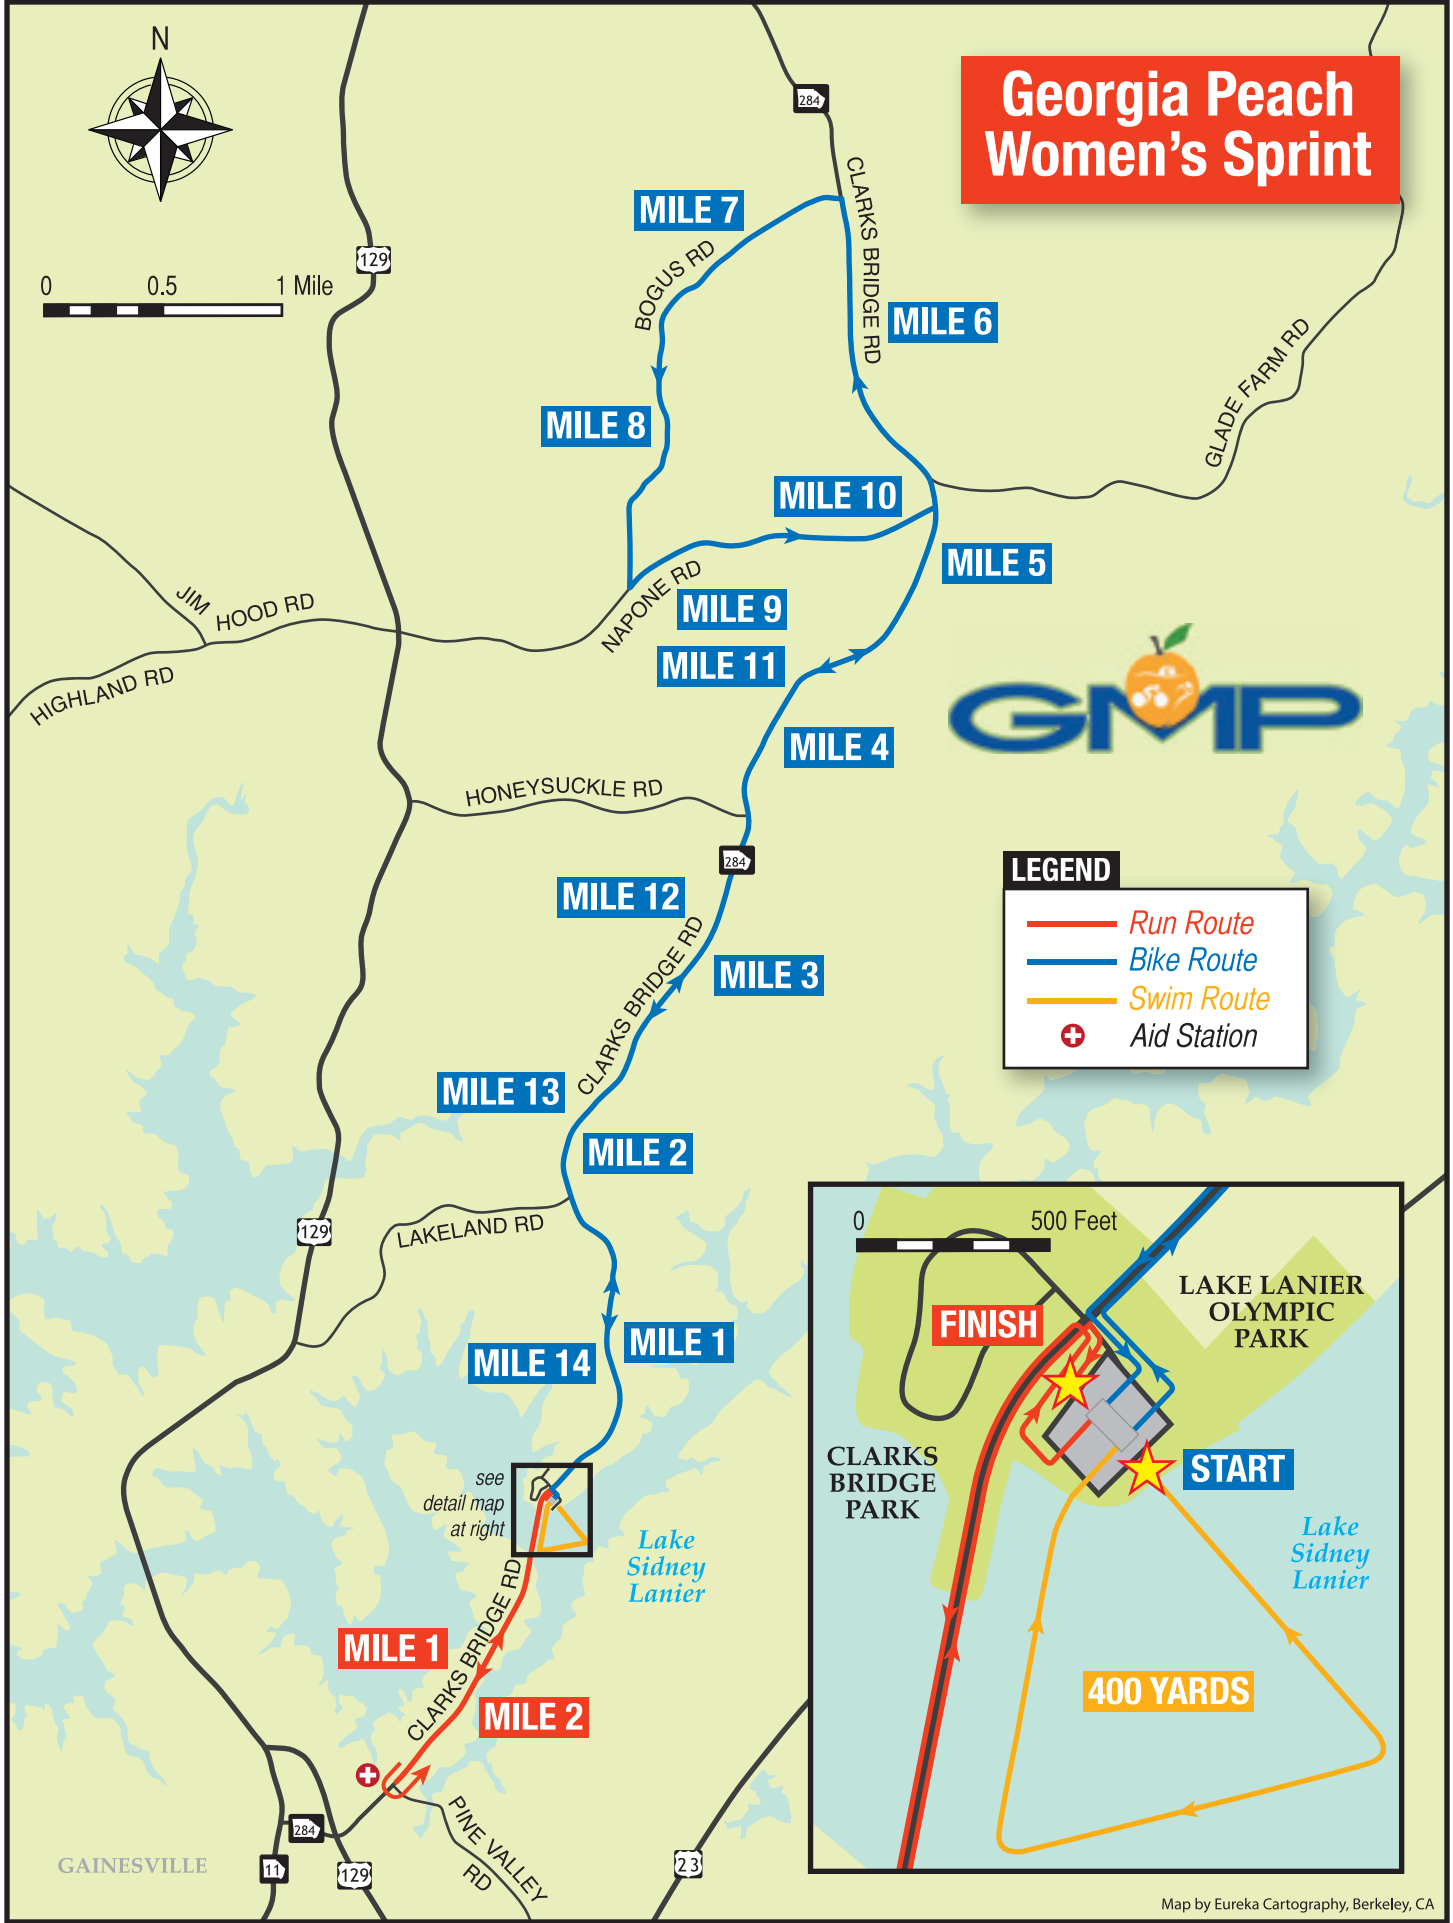 N
Georgia Peach
Women's Sprint
284
129
0 0.5 1 Mile
MILE 7
BOGUS RD
CLARKS BRIDGE RD
MILE 6
GLADE FARM RD
MILE 8
MILE 10
MILE 5
JIM
HOOD RD
NAPONE RD
MILE 9
MILE 11
HIGHLAND RD
GMP
MILE 4
HONEYSUCKLE RD
284
LEGEND
Run Route
Bike Route
Swim Route
Aid Station
MILE 12
CLARKS BRIDGE RD
MILE 3
MILE 13
MILE 2
129
LAKELAND RD
MILE 1
MILE 14
see
detail map
at right
Lake
Sidney
Lanier
CLARKS BRIDGE RD
MILE 1
MILE 2
PINE VALLEY
RD
284
11
129
23
GAINESVILLE
0 500 Feet
LAKE LANIER
OLYMPIC
PARK
FINISH
CLARKS
BRIDGE
PARK
START
Lake
Sidney
Lanier
400 YARDS
Map by Eureka Cartography, Berkeley, CA